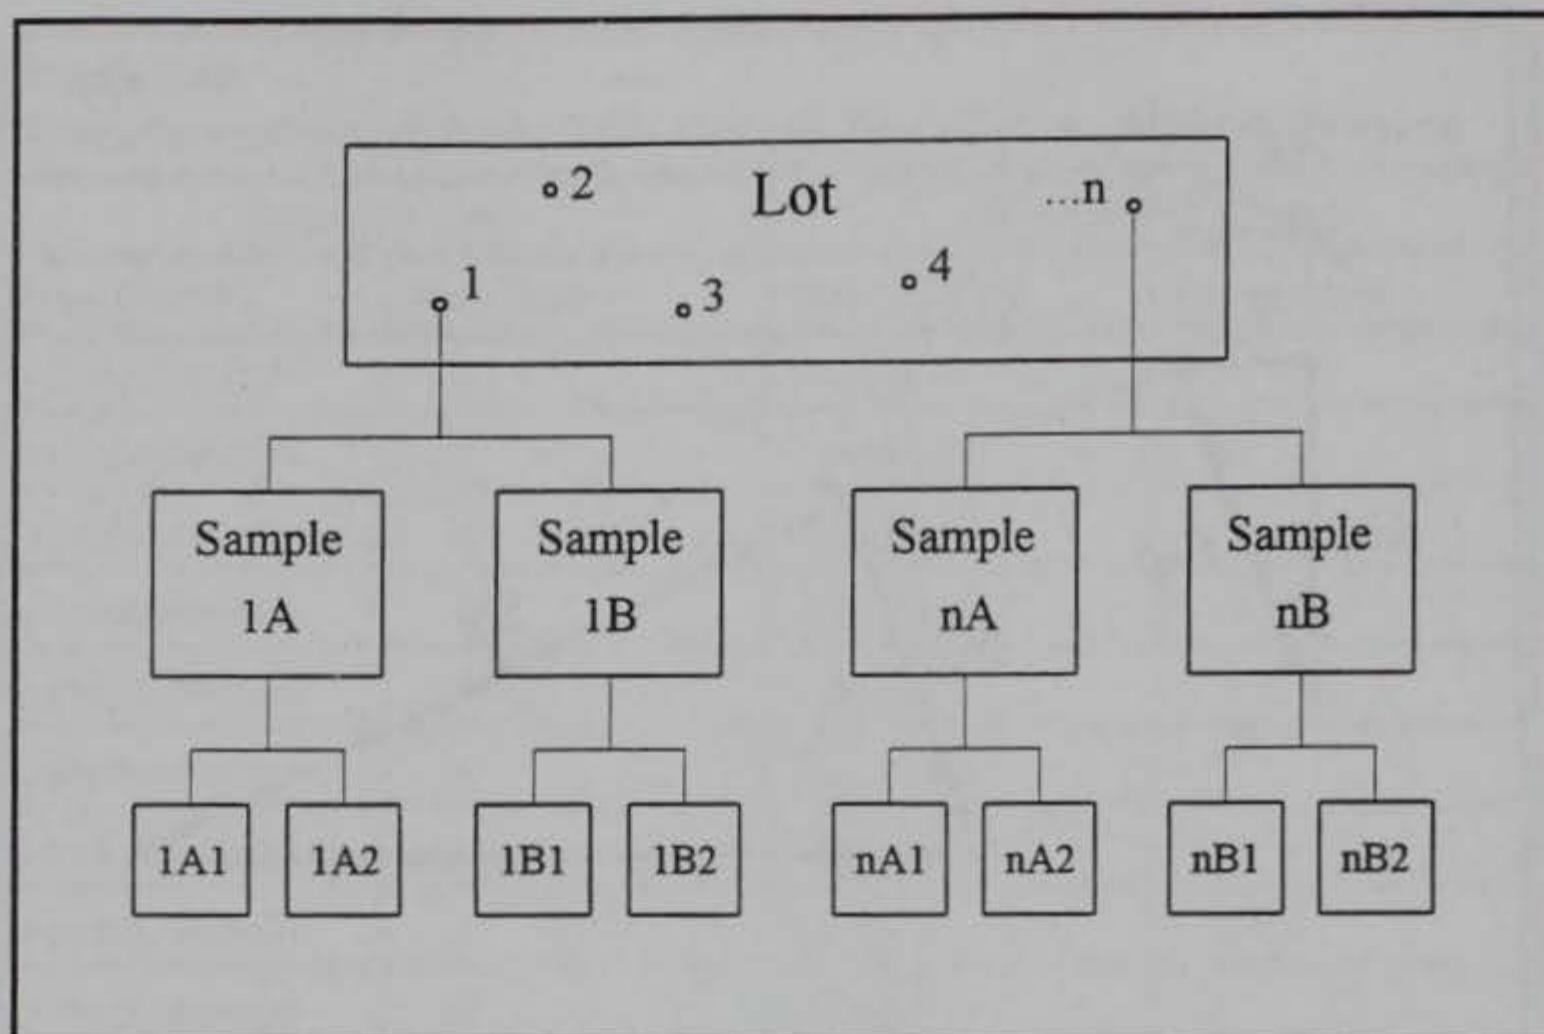 2 Lot ...n
1 3 4
Sample Sample Sample Sample
1A 1B nA nB
1A1 1A2 1B1 1B2 nA1 nA2 nB1 nB2